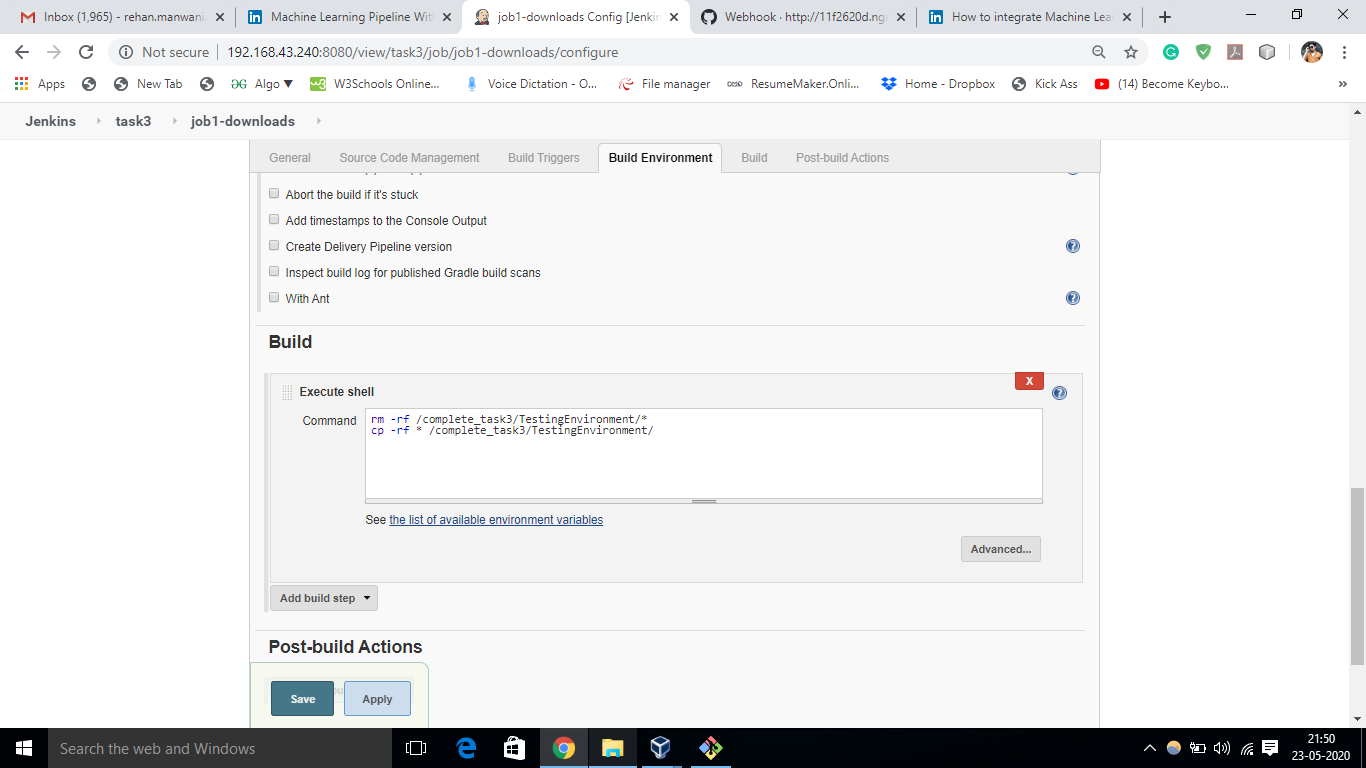 Inbox (1,965) - rehan.manwani
Machine Learning Pipeline Wit
job1-downloads Config [Jenkin
Webhook · http://11f2620d.ngr
How to integrate Machine Lear
Not secure
192.168.43.240:8080/view/task3/job/job1-downloads/configure
Apps
New Tab
Algo ▼
W3Schools Online...
Voice Dictation - O...
File manager
ResumeMaker.Onli...
Home - Dropbox
Kick Ass
(14) Become Keybo...
»
Jenkins
task3
job1-downloads
General
Source Code Management
Build Triggers
Build Environment
Build
Post-build Actions
Abort the build if it's stuck
Add timestamps to the Console Output
Create Delivery Pipeline version
Inspect build log for published Gradle build scans
With Ant
Build
Execute shell
X
Command
rm -rf /complete_task3/TestingEnvironment/*
cp -rf * /complete_task3/TestingEnvironment/
See the list of available environment variables
Advanced...
Add build step
Post-build Actions
Save
Apply
Search the web and Windows
21:50
23-05-2020